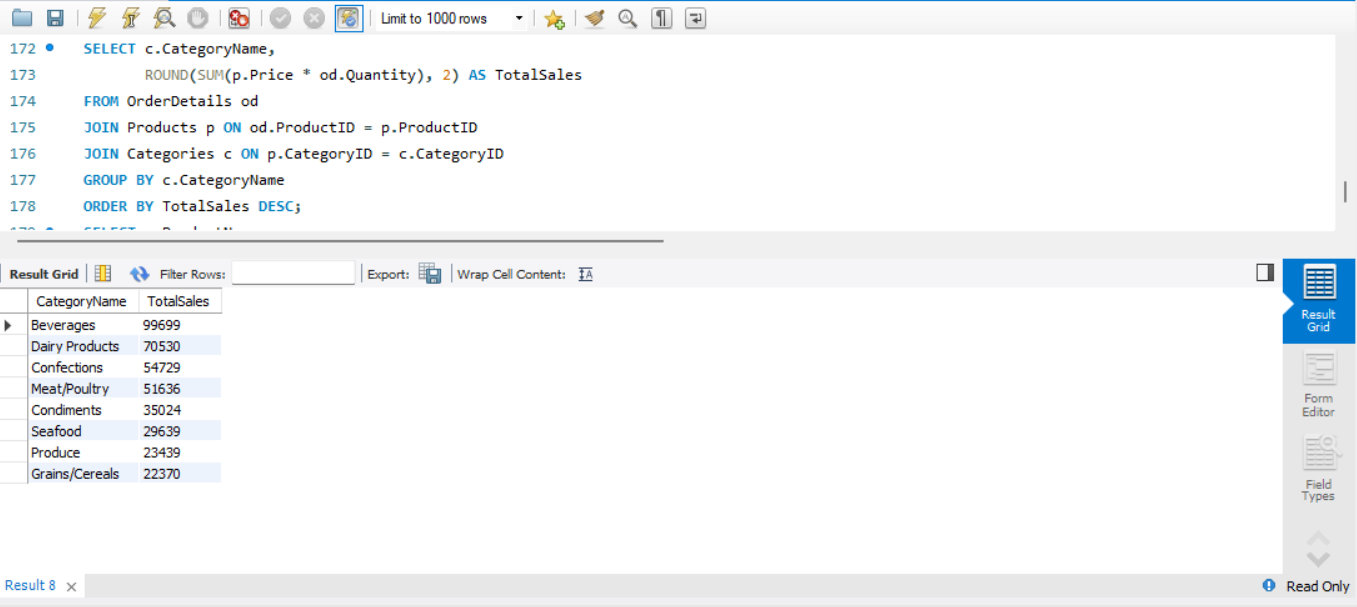 Limit to 1000 rows
172 SELECT c.CategoryName,
173 ROUND(SUM(p.Price * od.Quantity), 2) AS TotalSales
174 FROM OrderDetails od
175 JOIN Products p ON od.ProductID = p.ProductID
176 JOIN Categories c ON p.CategoryID = c.CategoryID
177 GROUP BY c.CategoryName
178 ORDER BY TotalSales DESC;
Result Grid Filter Rows: Export: Wrap Cell Content: IA
CategoryName TotalSales
Beverages 99699
Dairy Products 70530
Confections 54729
Meat/Poultry 51636
Condiments 35024
Seafood 29639
Produce 23439
Grains/Cereals 22370
Result
Grid
Form
Editor
Field
Types
Result 8 Read Only